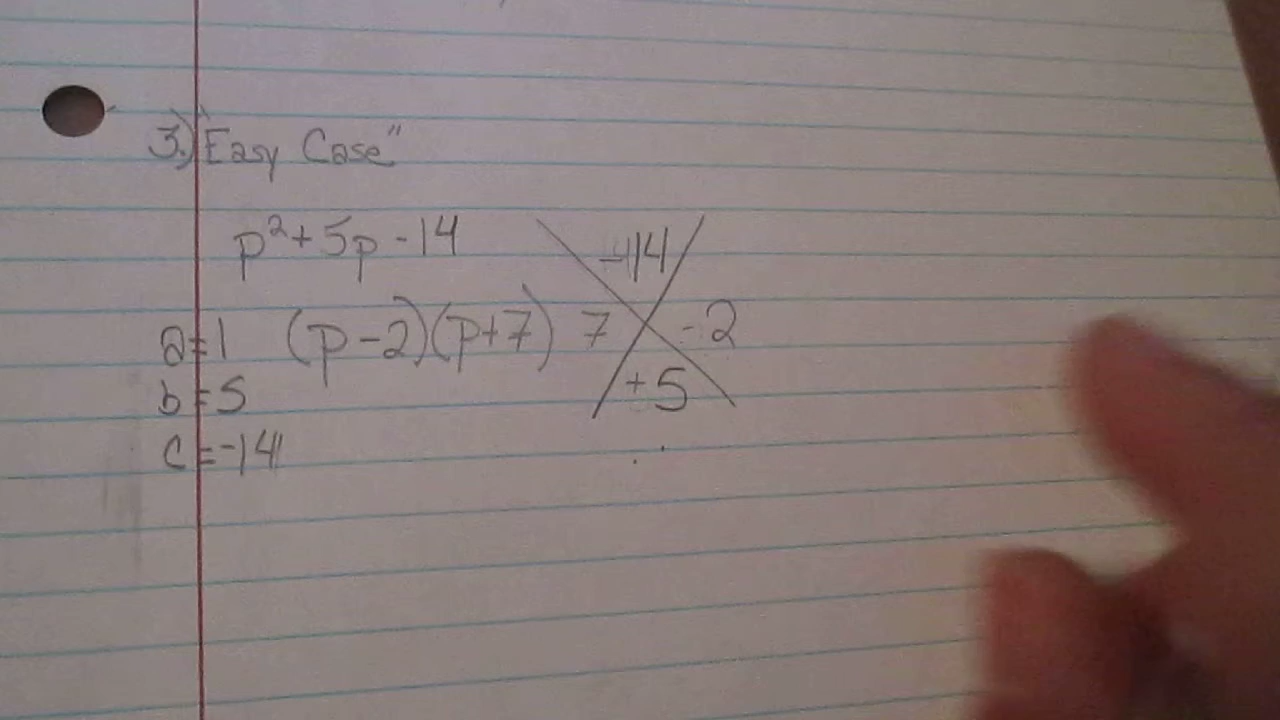 3.) "Easy Case"
p²+5p-14
-14
a=1 (p-2)(p+7) 7 -2
b=5 +5
c=-14